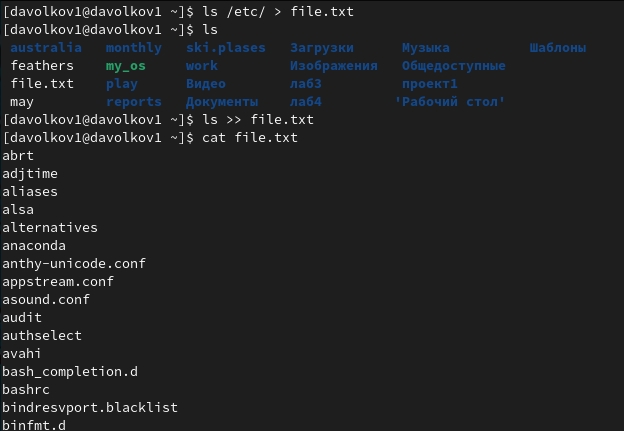 [davolkov1@davolkov1 ~]$ ls /etc/ > file.txt
[davolkov1@davolkov1 ~]$ ls
australia monthly ski.plases Загрузки Музыка Шаблоны
feathers my_os work Изображения Общедоступные
file.txt play Видео лаб3 проект1
may reports Документы лаб4 'Рабочий стол'
[davolkov1@davolkov1 ~]$ ls >> file.txt
[davolkov1@davolkov1 ~]$ cat file.txt
abrt
adjtime
aliases
alsa
alternatives
anaconda
anthy-unicode.conf
appstream.conf
asound.conf
audit
authselect
avahi
bash_completion.d
bashrc
bindresvport.blacklist
binfmt.d